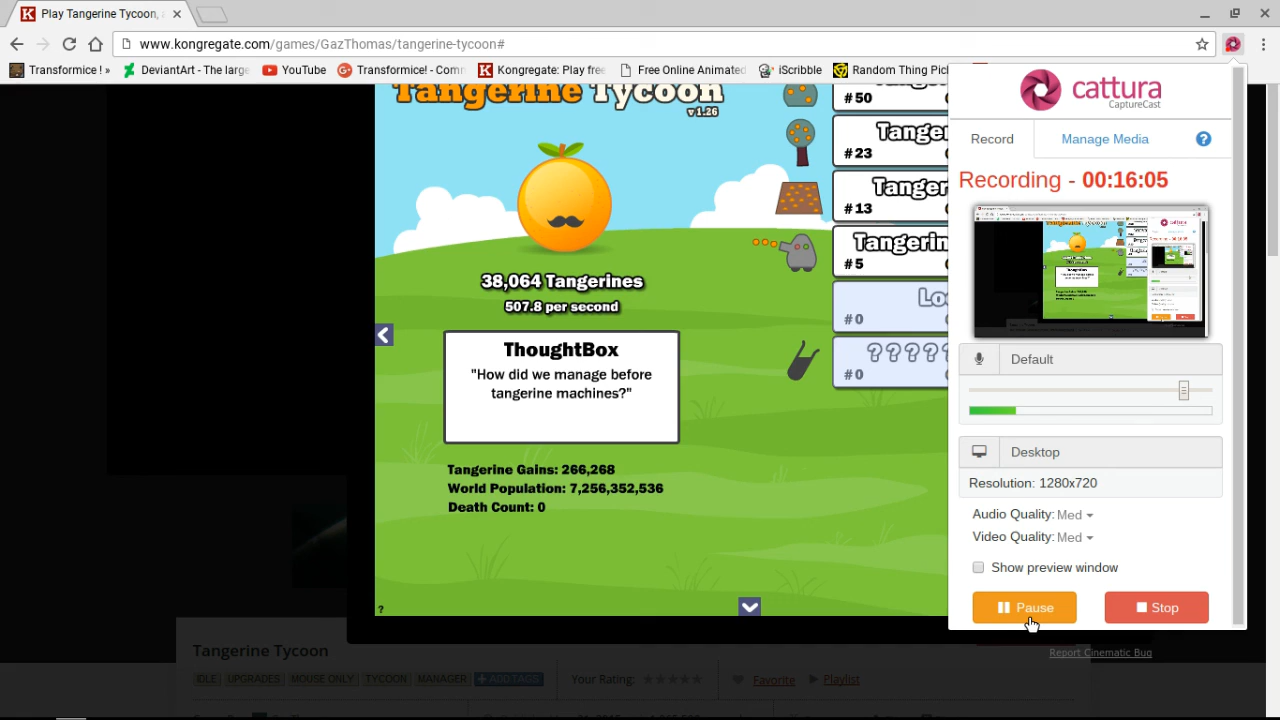 Play Tangerine Tycoon, a
www.kongregate.com/games/GazThomas/tangerine-tycoon#
Transformice ! »
DeviantArt - The large
YouTube
Transformice! - Comm
Kongregate: Play free
Free Online Animated
iScribble
Random Thing Pick
Tangerine Tycoon
v 1.26
38,064 Tangerines
507.8 per second
ThoughtBox
"How did we manage before
tangerine machines?"
Tangerine Gains: 266,268
World Population: 7,256,352,536
Death Count: 0
?
#50
Tanger
#23
Tanger
#13
Tangerin
#5
Lo
#0
?????
#0
cattura
CaptureCast
Record
Manage Media
?
Recording - 00:16:05
Default
Desktop
Resolution: 1280x720
Audio Quality: Med
Video Quality: Med
Show preview window
Pause
Stop
Report Cinematic Bug
Tangerine Tycoon
IDLE
UPGRADES
MOUSE ONLY
TYCOON
MANAGER
+ ADD TAGS
Your Rating:
Favorite
Playlist